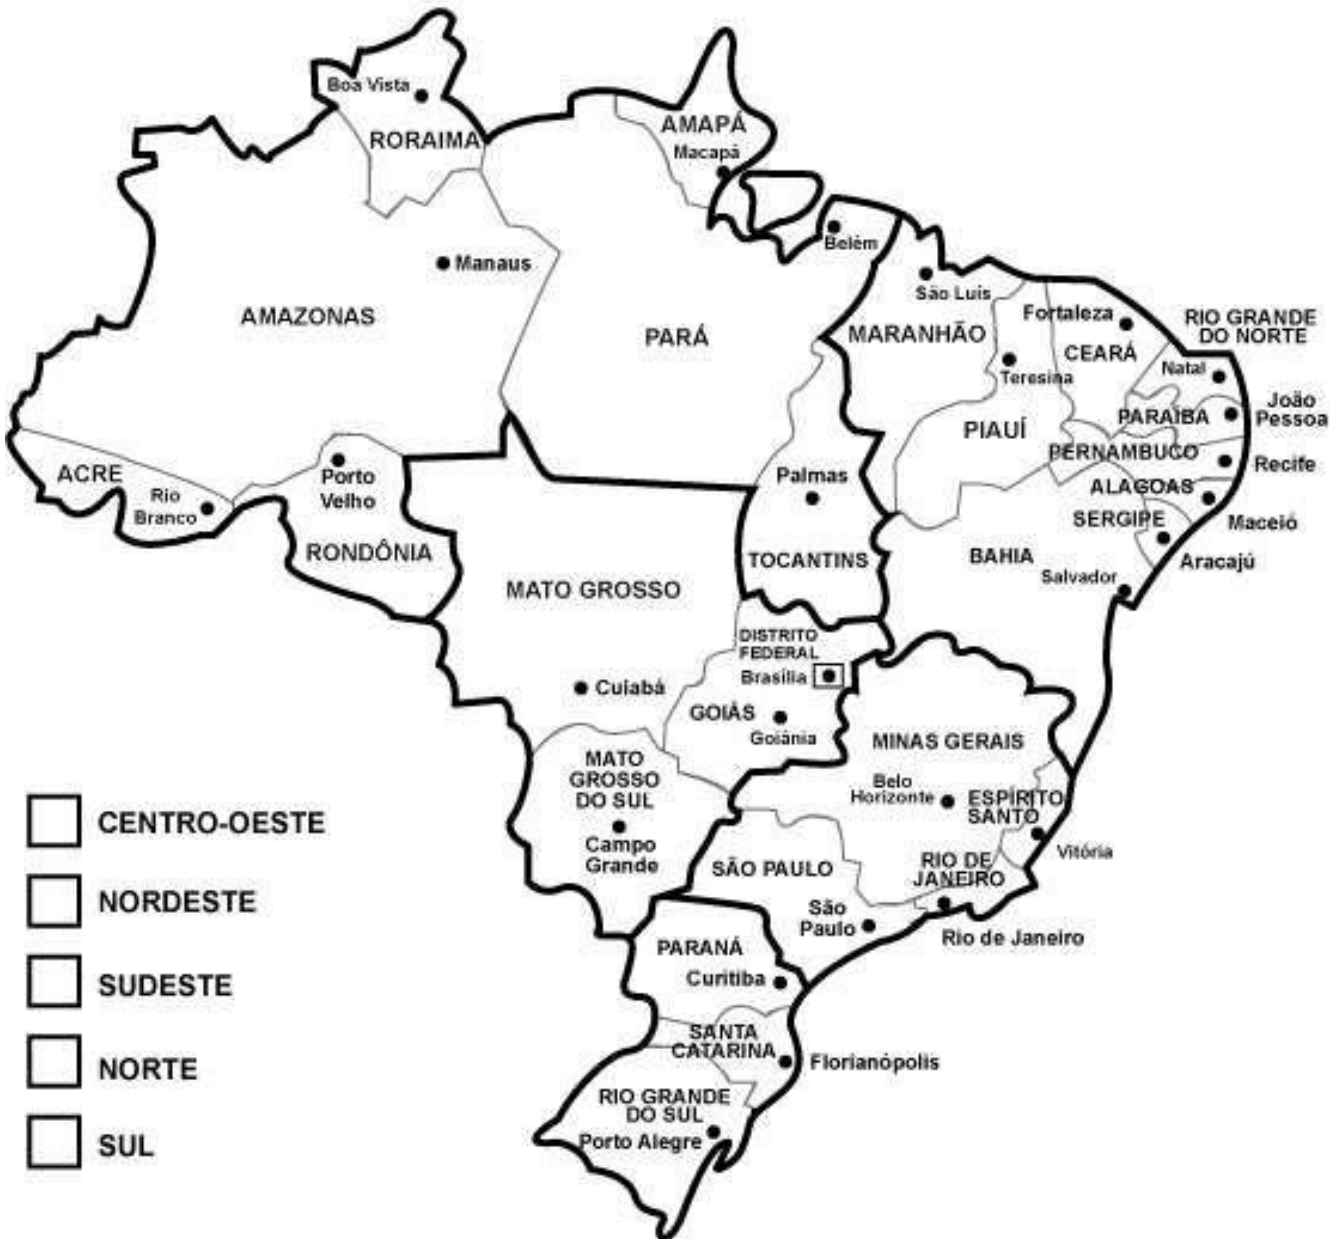 Boa Vista
RORAIMA
AMAPÁ
Macapá
Belém
Manaus
AMAZONAS
PARÁ
São Luís
MARANHÃO
Fortaleza
CEARÁ
RIO GRANDE
DO NORTE
Teresina
Natal
PIAUÍ
PARAÍBA
João
Pessoa
PERNAMBUCO
Recife
ACRE
Rio
Branco
Porto
Velho
RONDÔNIA
Palmas
TOCANTINS
ALAGOAS
Maceió
SERGIPE
Aracajú
BAHIA
Salvador
MATO GROSSO
Cuiabá
DISTRITO
FEDERAL
Brasília
GOIÁS
Goiânia
MINAS GERAIS
Belo
Horizonte
ESPÍRITO
SANTO
Vitória
MATO
GROSSO
DO SUL
Campo
Grande
SÃO PAULO
São
Paulo
RIO DE
JANEIRO
Rio de Janeiro
PARANÁ
Curitiba
SANTA
CATARINA
Florianópolis
RIO GRANDE
DO SUL
Porto Alegre
CENTRO-OESTE
NORDESTE
SUDESTE
NORTE
SUL